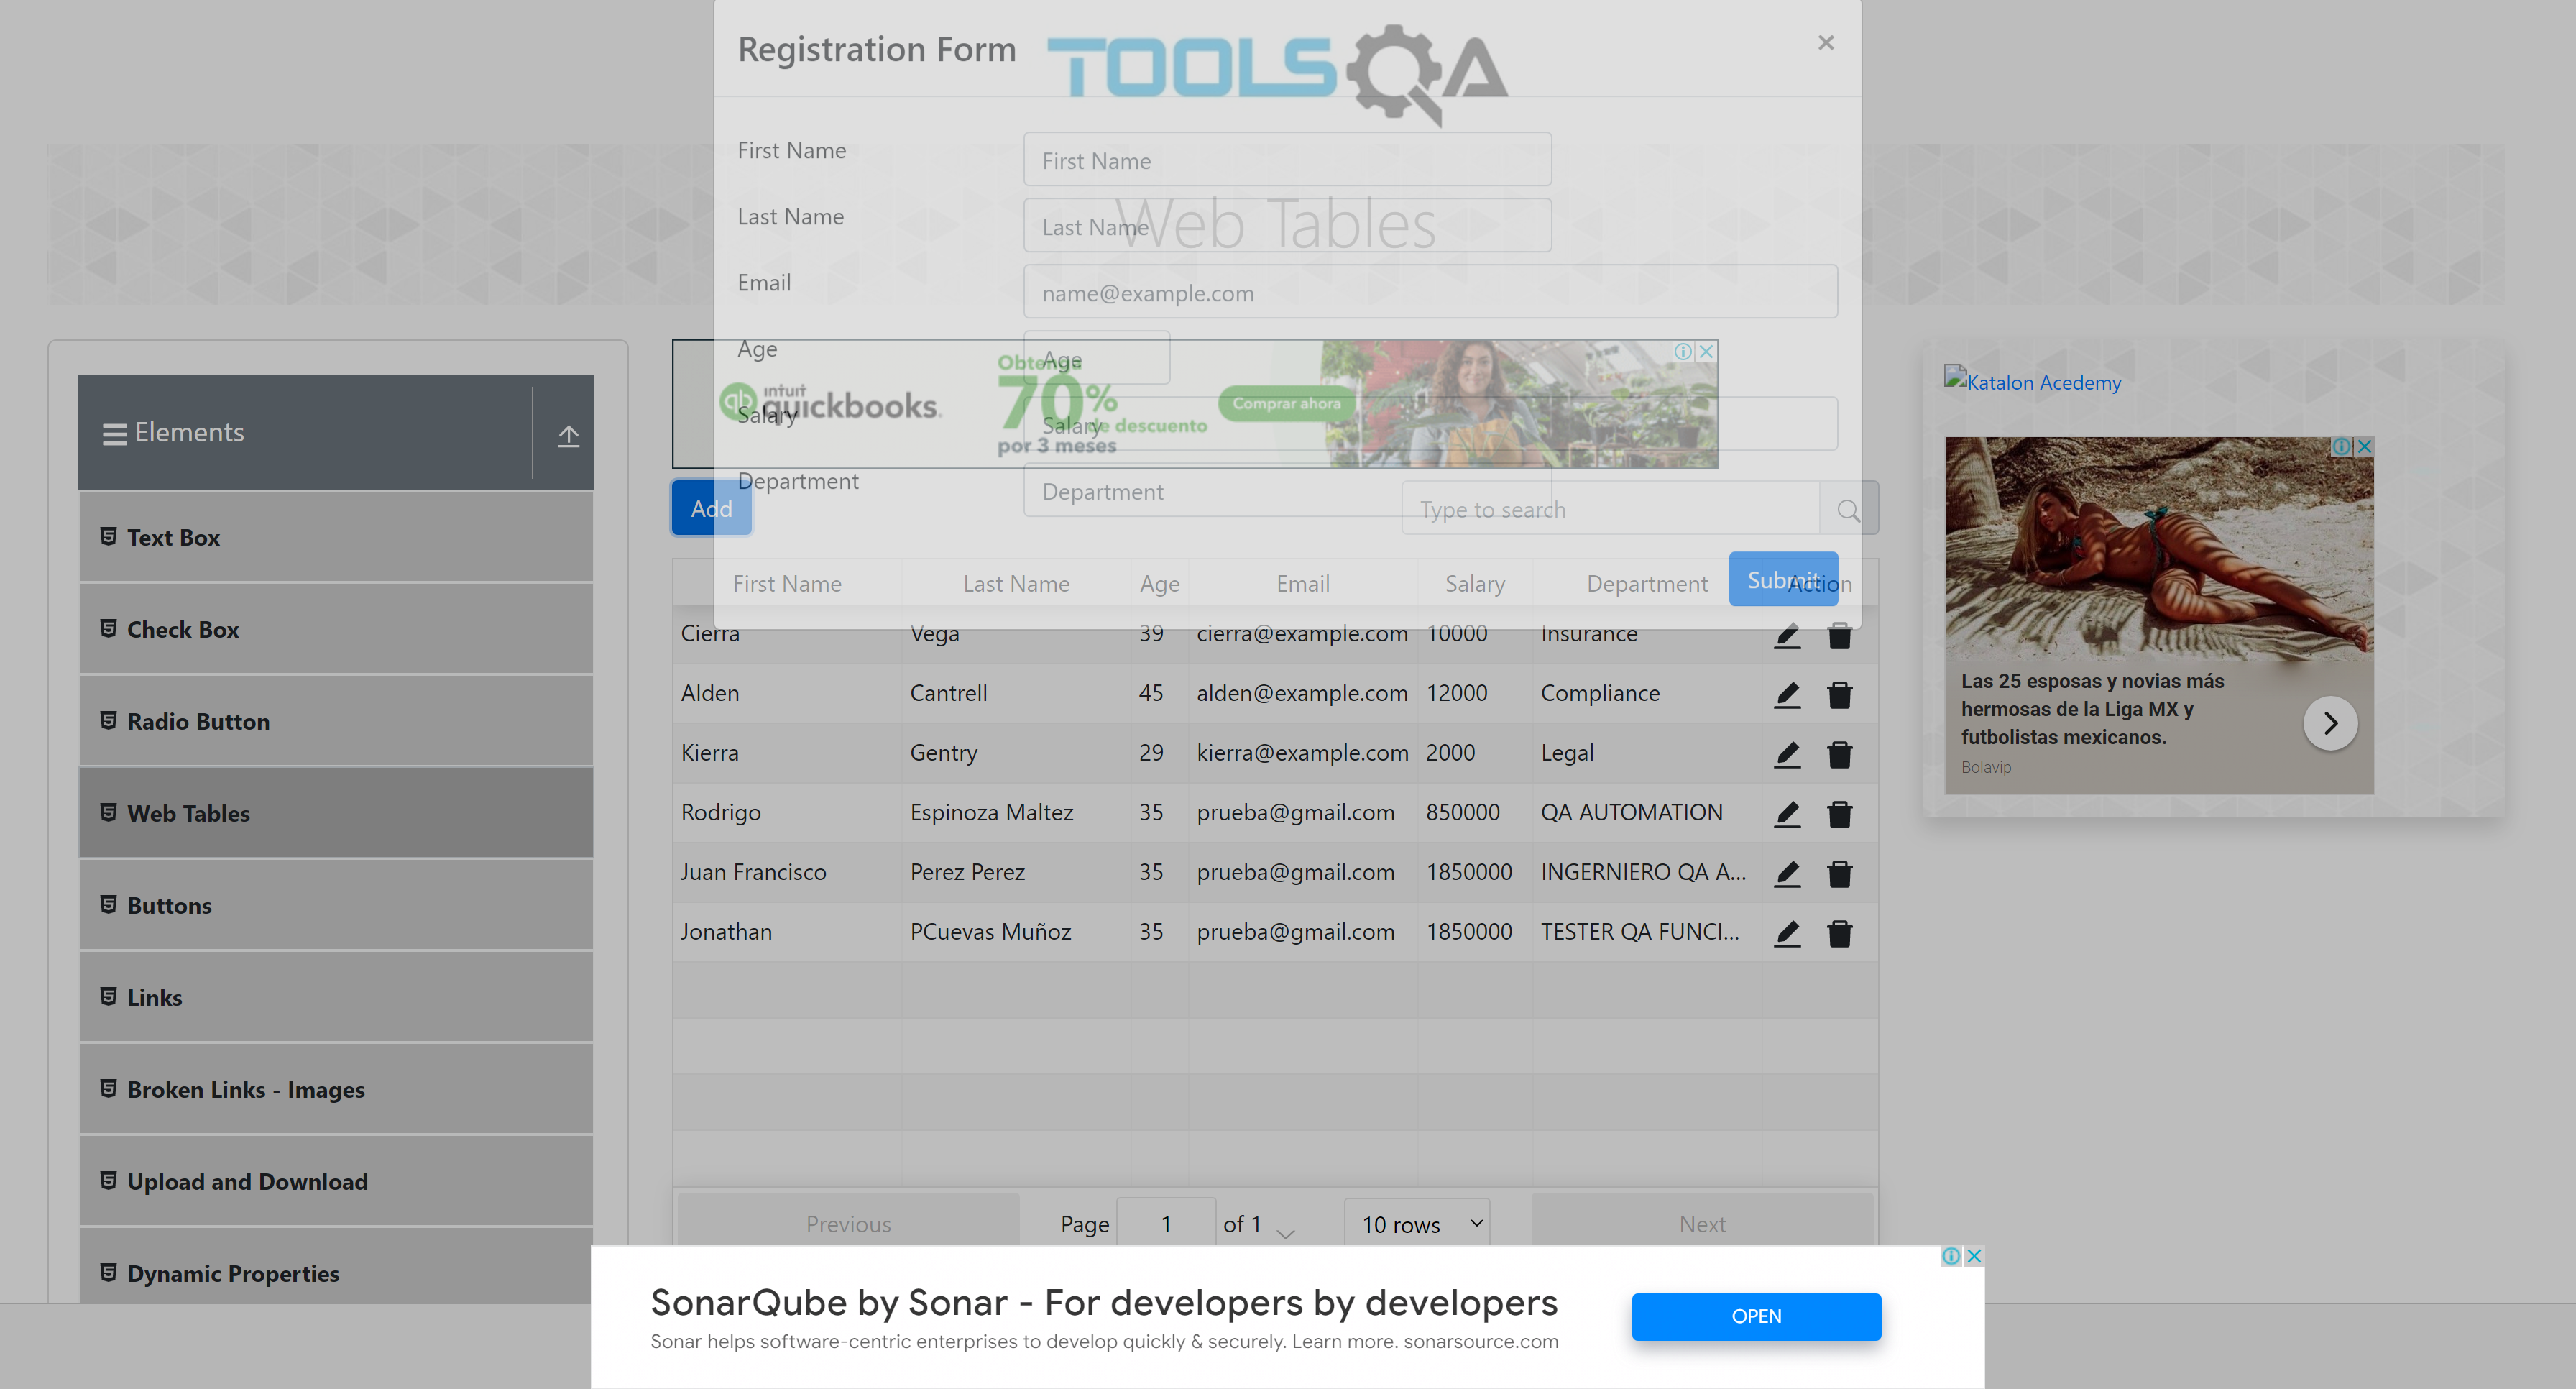 Registration Form
TOOLSQA
×
First Name
First Name
Last Name
Last Name
Web Tables
Email
name@example.com
Age
Age
Salary
Salary
Department
Department
Submit
intuit
quickbooks.
Obtenga
70%
de descuento
por 3 meses
Comprar ahora
Elements
Text Box
Check Box
Radio Button
Web Tables
Buttons
Links
Broken Links - Images
Upload and Download
Dynamic Properties
Add
Type to search
First Name Last Name Age Email Salary Department Action
Cierra Vega 39 cierra@example.com 10000 Insurance
Alden Cantrell 45 alden@example.com 12000 Compliance
Kierra Gentry 29 kierra@example.com 2000 Legal
Rodrigo Espinoza Maltez 35 prueba@gmail.com 850000 QA AUTOMATION
Juan Francisco Perez Perez 35 prueba@gmail.com 1850000 INGERNIERO QA A...
Jonathan PCuevas Muñoz 35 prueba@gmail.com 1850000 TESTER QA FUNCI...
Previous Page 1 of 1 10 rows Next
Katalon Acedemy
Las 25 esposas y novias más
hermosas de la Liga MX y
futbolistas mexicanos.
Bolavip
SonarQube by Sonar - For developers by developers
Sonar helps software-centric enterprises to develop quickly & securely. Learn more. sonarsource.com
OPEN